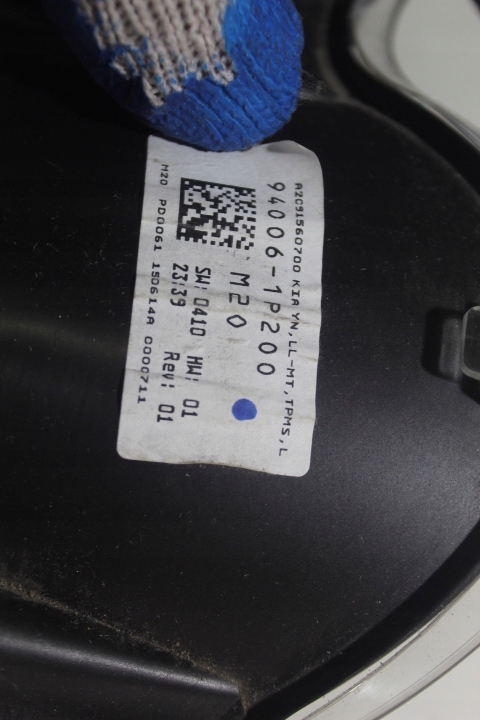 A2C91560700 KIA YN,LL-MT,TPMS,L
94006-1P200
M20
SW: 0410 HW: 01
23:39 Rev: 01
M20 PD0061 150614A C000711